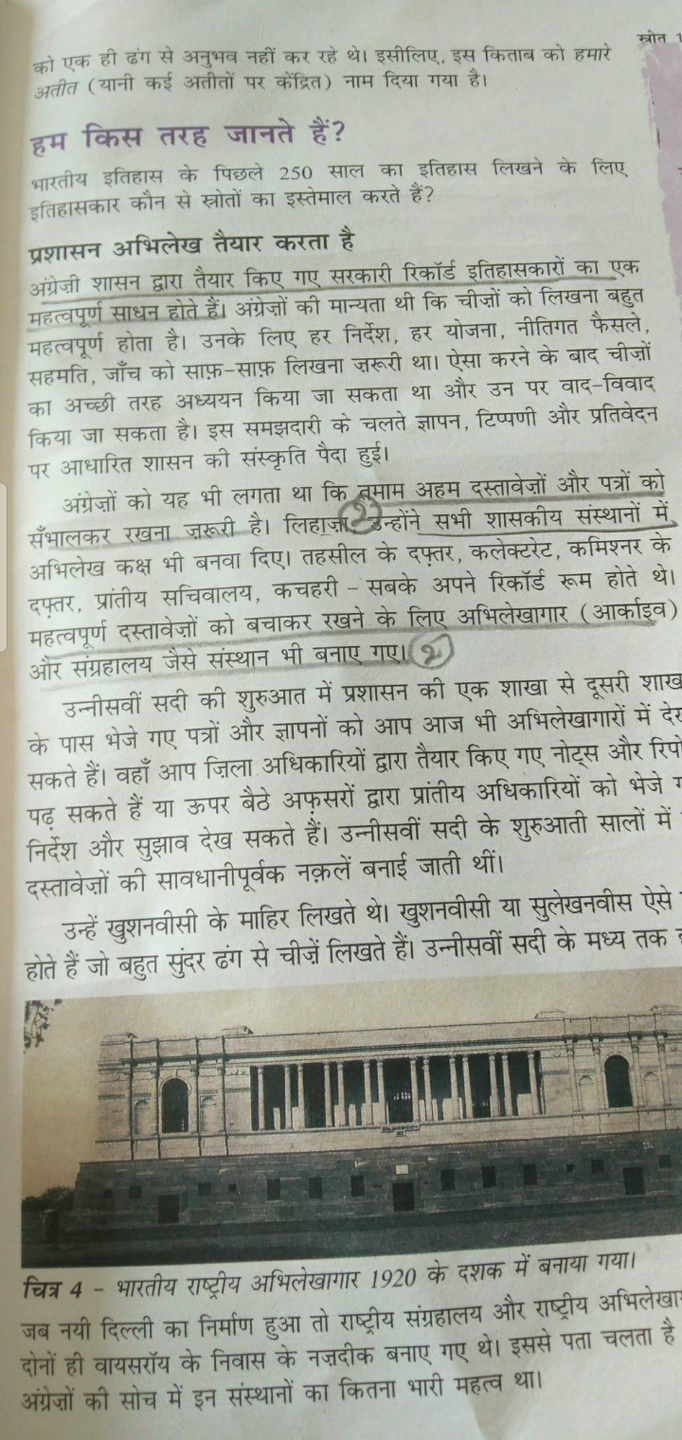 स्रोत 1
को एक ही ढंग से अनुभव नहीं कर रहे थे। इसीलिए, इस किताब को हमारे
अतीत (यानी कई अतीतों पर केंद्रित) नाम दिया गया है।
हम किस तरह जानते हैं?
भारतीय इतिहास के पिछले 250 साल का इतिहास लिखने के लिए
इतिहासकार कौन से स्रोतों का इस्तेमाल करते हैं?
प्रशासन अभिलेख तैयार करता है
अंग्रेज़ी शासन द्वारा तैयार किए गए सरकारी रिकॉर्ड इतिहासकारों का एक
महत्वपूर्ण साधन होते हैं। अंग्रेज़ों की मान्यता थी कि चीज़ों को लिखना बहुत
महत्वपूर्ण होता है। उनके लिए हर निर्देश, हर योजना, नीतिगत फैसले,
सहमति, जाँच को साफ़-साफ़ लिखना ज़रूरी था। ऐसा करने के बाद चीज़ों
का अच्छी तरह अध्ययन किया जा सकता था और उन पर वाद-विवाद
किया जा सकता है। इस समझदारी के चलते ज्ञापन, टिप्पणी और प्रतिवेदन
पर आधारित शासन की संस्कृति पैदा हुई।
अंग्रेज़ों को यह भी लगता था कि तमाम अहम दस्तावेज़ों और पत्रों को
सँभालकर रखना ज़रूरी है। लिहाज़ा, उन्होंने सभी शासकीय संस्थानों में
अभिलेख कक्ष भी बनवा दिए। तहसील के दफ़्तर, कलेक्टरेट, कमिश्नर के
दफ़्तर, प्रांतीय सचिवालय, कचहरी - सबके अपने रिकॉर्ड रूम होते थे।
महत्वपूर्ण दस्तावेज़ों को बचाकर रखने के लिए अभिलेखागार (आर्काइव)
और संग्रहालय जैसे संस्थान भी बनाए गए। 2
उन्नीसवीं सदी की शुरुआत में प्रशासन की एक शाखा से दूसरी शाख
के पास भेजे गए पत्रों और ज्ञापनों को आप आज भी अभिलेखागारों में देख
सकते हैं। वहाँ आप ज़िला अधिकारियों द्वारा तैयार किए गए नोट्स और रिपो
पढ़ सकते हैं या ऊपर बैठे अफ़सरों द्वारा प्रांतीय अधिकारियों को भेजे ग
निर्देश और सुझाव देख सकते हैं। उन्नीसवीं सदी के शुरुआती सालों में
दस्तावेज़ों की सावधानीपूर्वक नक़लें बनाई जाती थीं।
उन्हें खुशनवीसी के माहिर लिखते थे। खुशनवीसी या सुलेखनवीस ऐसे
होते हैं जो बहुत सुंदर ढंग से चीज़ें लिखते हैं। उन्नीसवीं सदी के मध्य तक
चित्र 4 - भारतीय राष्ट्रीय अभिलेखागार 1920 के दशक में बनाया गया।
जब नयी दिल्ली का निर्माण हुआ तो राष्ट्रीय संग्रहालय और राष्ट्रीय अभिलेखा
दोनों ही वायसरॉय के निवास के नज़दीक बनाए गए थे। इससे पता चलता है
अंग्रेज़ों की सोच में इन संस्थानों का कितना भारी महत्व था।